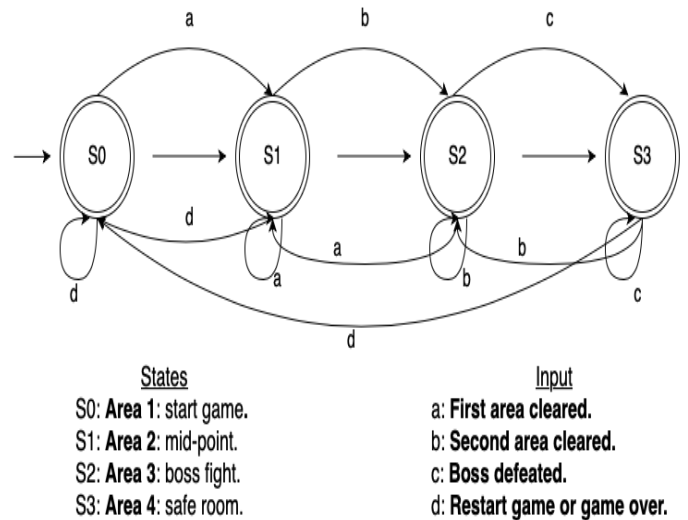 a b c
S0 S1 S2 S3
d a b
d a b c
d
States
S0: Area 1: start game.
S1: Area 2: mid-point.
S2: Area 3: boss fight.
S3: Area 4: safe room.
Input
a: First area cleared.
b: Second area cleared.
c: Boss defeated.
d: Restart game or game over.